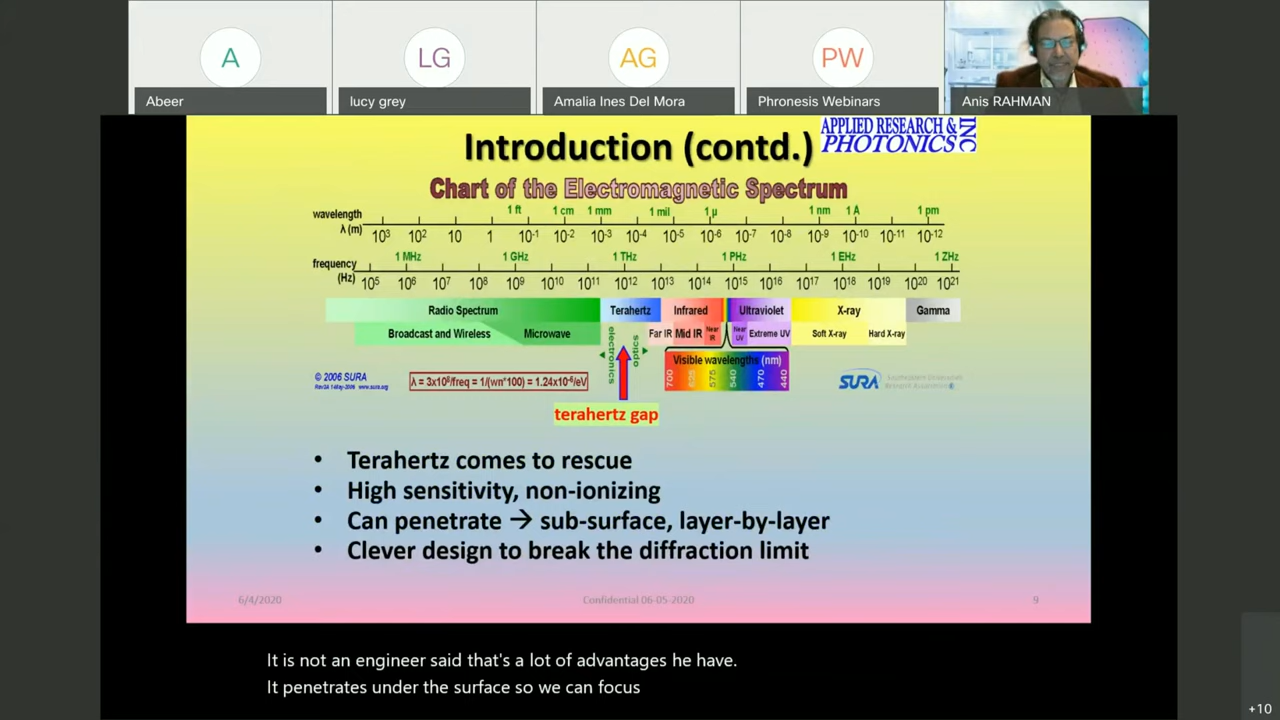 A
LG
AG
PW
Abeer
lucy grey
Amalia Ines Del Mora
Phronesis Webinars
Anis RAHMAN
Introduction (contd.)
APPLIED RESEARCH &
PHOTONICS
INC
Chart of the Electromagnetic Spectrum
1 ft 1 cm 1 mm 1 mil 1 µ 1 nm 1 Å 1 pm
wavelength
λ (m) 10³ 10² 10 1 10⁻¹ 10⁻² 10⁻³ 10⁻⁴ 10⁻⁵ 10⁻⁶ 10⁻⁷ 10⁻⁸ 10⁻⁹ 10⁻¹⁰ 10⁻¹¹ 10⁻¹²
1 MHz 1 GHz 1 THz 1 PHz 1 EHz 1 ZHz
frequency
(Hz) 10⁵ 10⁶ 10⁷ 10⁸ 10⁹ 10¹⁰ 10¹¹ 10¹² 10¹³ 10¹⁴ 10¹⁵ 10¹⁶ 10¹⁷ 10¹⁸ 10¹⁹ 10²⁰ 10²¹
Radio Spectrum Terahertz Infrared Ultraviolet X-ray Gamma
Broadcast and Wireless Microwave Far IR Mid IR Near IR Near UV Extreme UV Soft X-ray Hard X-ray
electronics
optics
Visible wavelengths (nm)
700 625 575 540 470 440
© 2006 SURA
www.sura.org
λ = 3x10⁸/freq = 1/(wn*100) = 1.24x10⁻⁶/eV
SURA
terahertz gap
• Terahertz comes to rescue
• High sensitivity, non-ionizing
• Can penetrate → sub-surface, layer-by-layer
• Clever design to break the diffraction limit
6/4/2020
Confidential 06-05-2020
9
It is not an engineer said that's a lot of advantages he have.
It penetrates under the surface so we can focus
+10